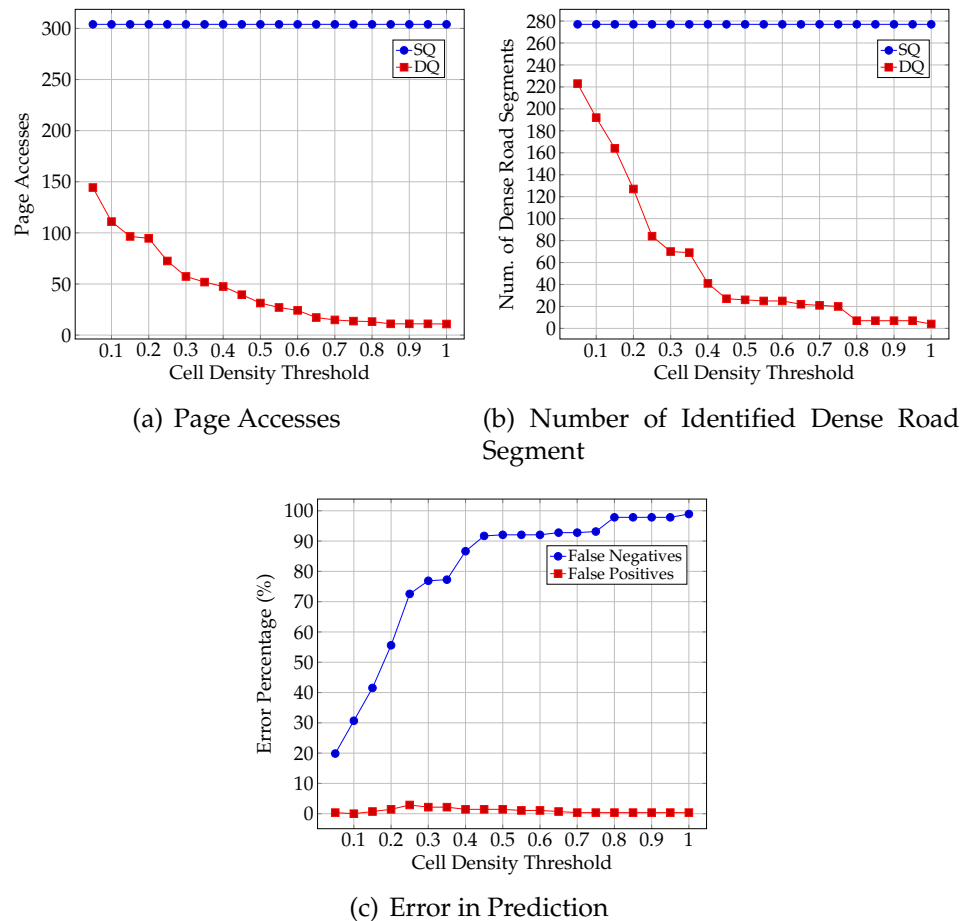 300
250
200
150
100
50
0
Page Accesses
SQ
DQ
0.1 0.2 0.3 0.4 0.5 0.6 0.7 0.8 0.9 1
Cell Density Threshold
(a) Page Accesses
280
260
240
220
200
180
160
140
120
100
80
60
40
20
0
Num. of Dense Road Segments
SQ
DQ
0.1 0.2 0.3 0.4 0.5 0.6 0.7 0.8 0.9 1
Cell Density Threshold
(b) Number of Identified Dense Road
Segment
100
90
80
70
60
50
40
30
20
10
0
Error Percentage (%)
False Negatives
False Positives
0.1 0.2 0.3 0.4 0.5 0.6 0.7 0.8 0.9 1
Cell Density Threshold
(c) Error in Prediction